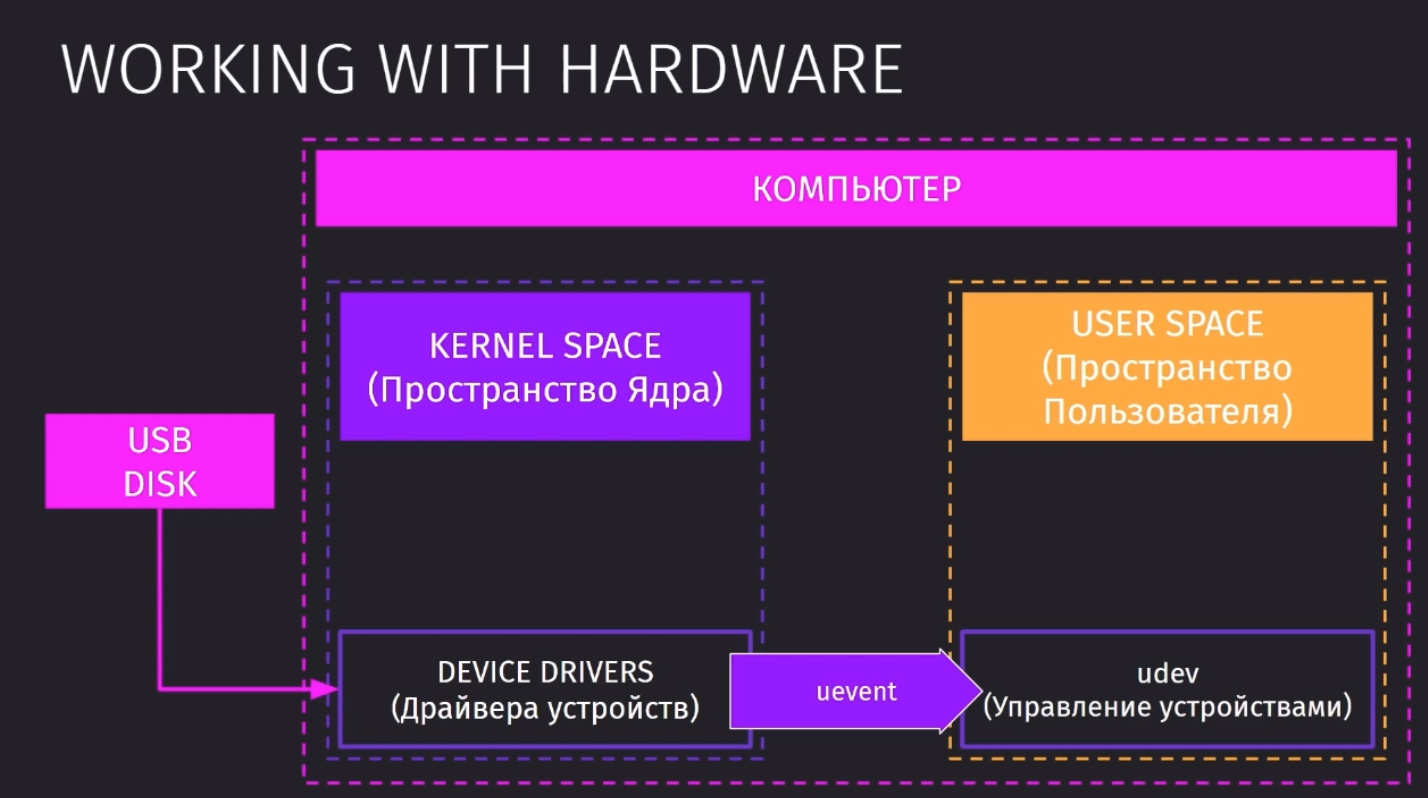 WORKING WITH HARDWARE
КОМПЬЮТЕР
KERNEL SPACE
(Пространство Ядра)
USER SPACE
(Пространство
Пользователя)
USB
DISK
DEVICE DRIVERS
(Драйвера устройств)
uevent
udev
(Управление устройствами)